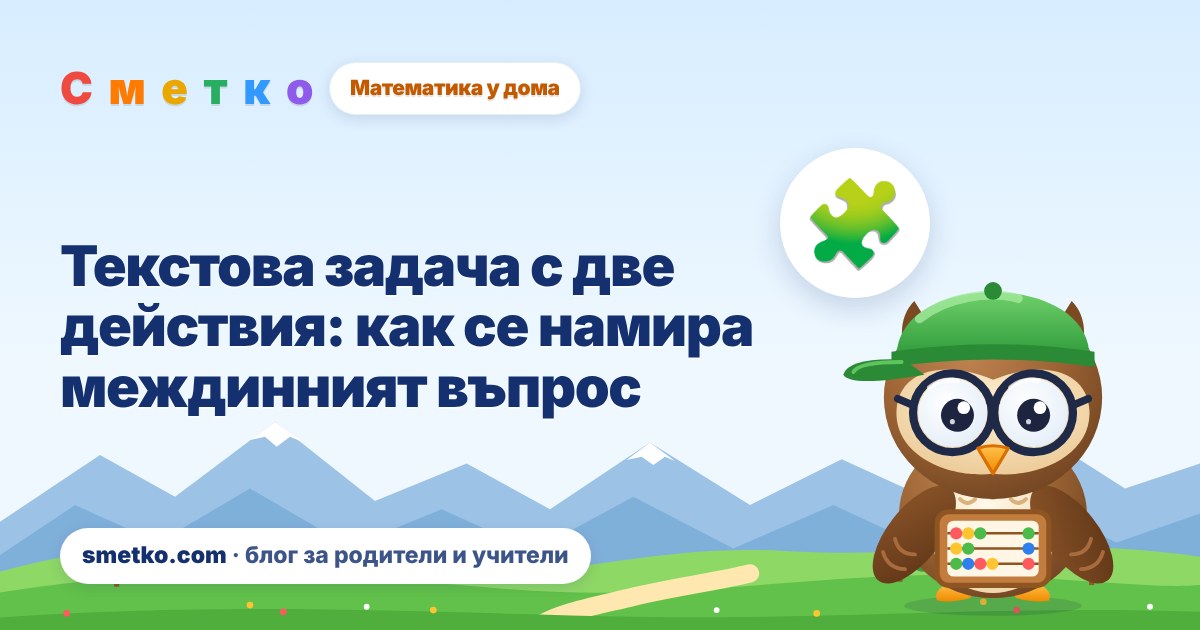 Сметко
Математика у дома
Текстова задача с две
действия: как се намира
междинният въпрос
smetko.com · блог за родители и учители